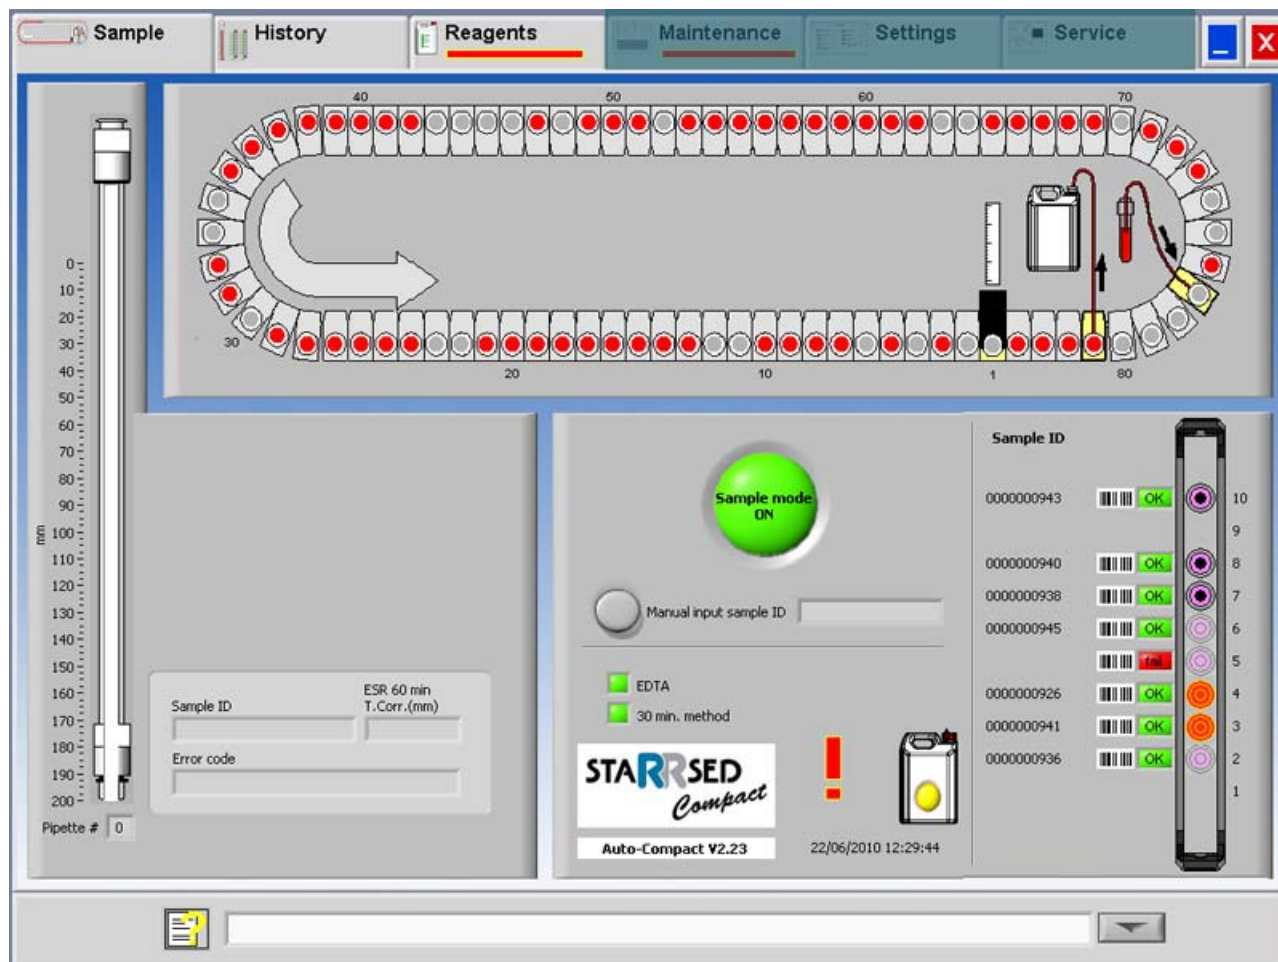 Sample
History
Reagents
Maintenance
Settings
Service
X
40
50
60
70
30
20
10
1
80
0
10
20
30
40
50
60
70
80
90
100
110
120
130
140
150
160
170
180
190
200
mm
Pipette # 0
Sample ID
ESR 60 min
T.Corr.(mm)
Error code
Sample mode
ON
Manual input sample ID
EDTA
30 min. method
STARRSED
Compact
Auto-Compact V2.23
22/06/2010 12:29:44
Sample ID
0000000943 OK 10
9
0000000940 OK 8
0000000938 OK 7
0000000945 OK 6
fail 5
0000000926 OK 4
0000000941 OK 3
0000000936 OK 2
1